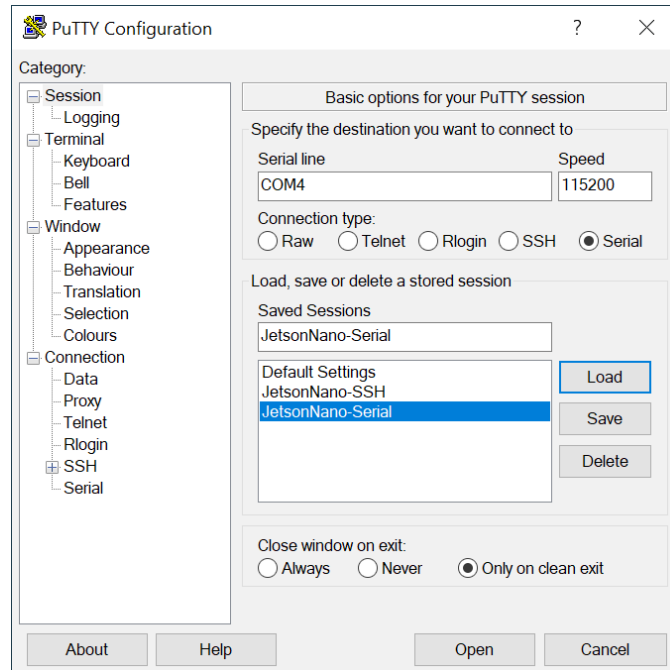 PuTTY Configuration
?
Category:
Session
Logging
Terminal
Keyboard
Bell
Features
Window
Appearance
Behaviour
Translation
Selection
Colours
Connection
Data
Proxy
Telnet
Rlogin
SSH
Serial
Basic options for your PuTTY session
Specify the destination you want to connect to
Serial line Speed
COM4 115200
Connection type:
Raw Telnet Rlogin SSH Serial
Load, save or delete a stored session
Saved Sessions
JetsonNano-Serial
Default Settings
JetsonNano-SSH
JetsonNano-Serial
Load
Save
Delete
Close window on exit:
Always Never Only on clean exit
About Help Open Cancel